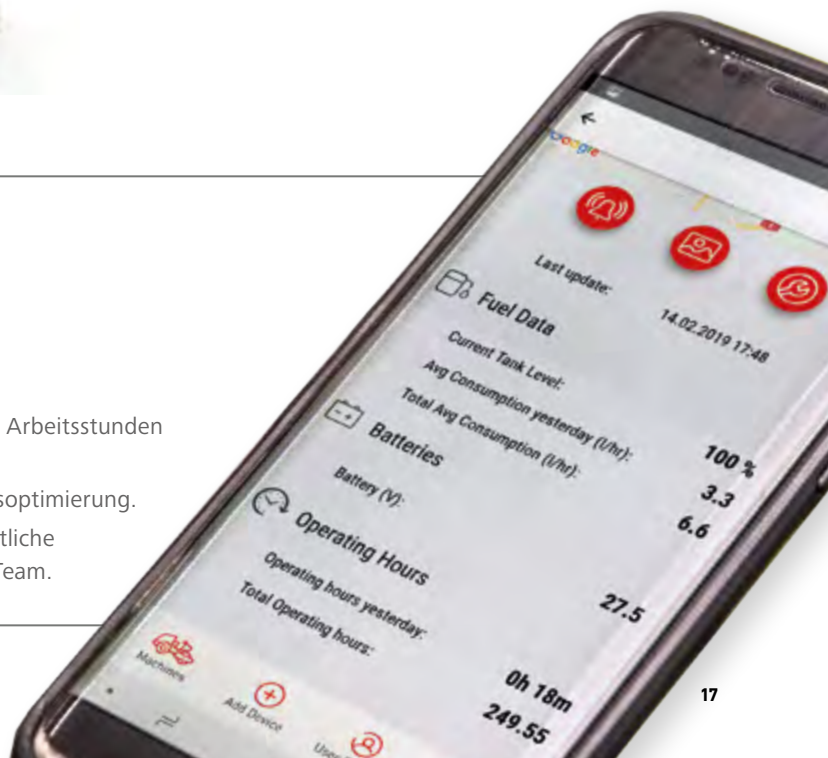 Arbeitsstunden
soptimierung.
tliche
Team.
17
Google
Last update: 14.02.2019 17:48
Fuel Data
Current Tank Level: 100 %
Avg Consumption yesterday (l/hr): 3.3
Total Avg Consumption (l/hr): 6.6
Batteries
Battery (V): 27.5
Operating Hours
Operating hours yesterday: 0h 18m
Total Operating hours: 249.55
Machines
Add Device
User